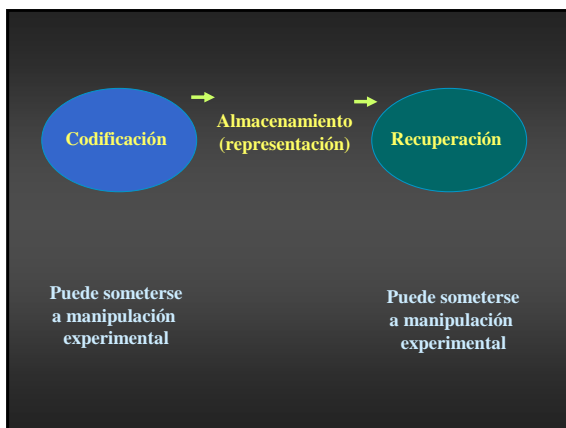 Codificación
Almacenamiento
(representación)
Recuperación
Puede someterse
a manipulación
experimental
Puede someterse
a manipulación
experimental